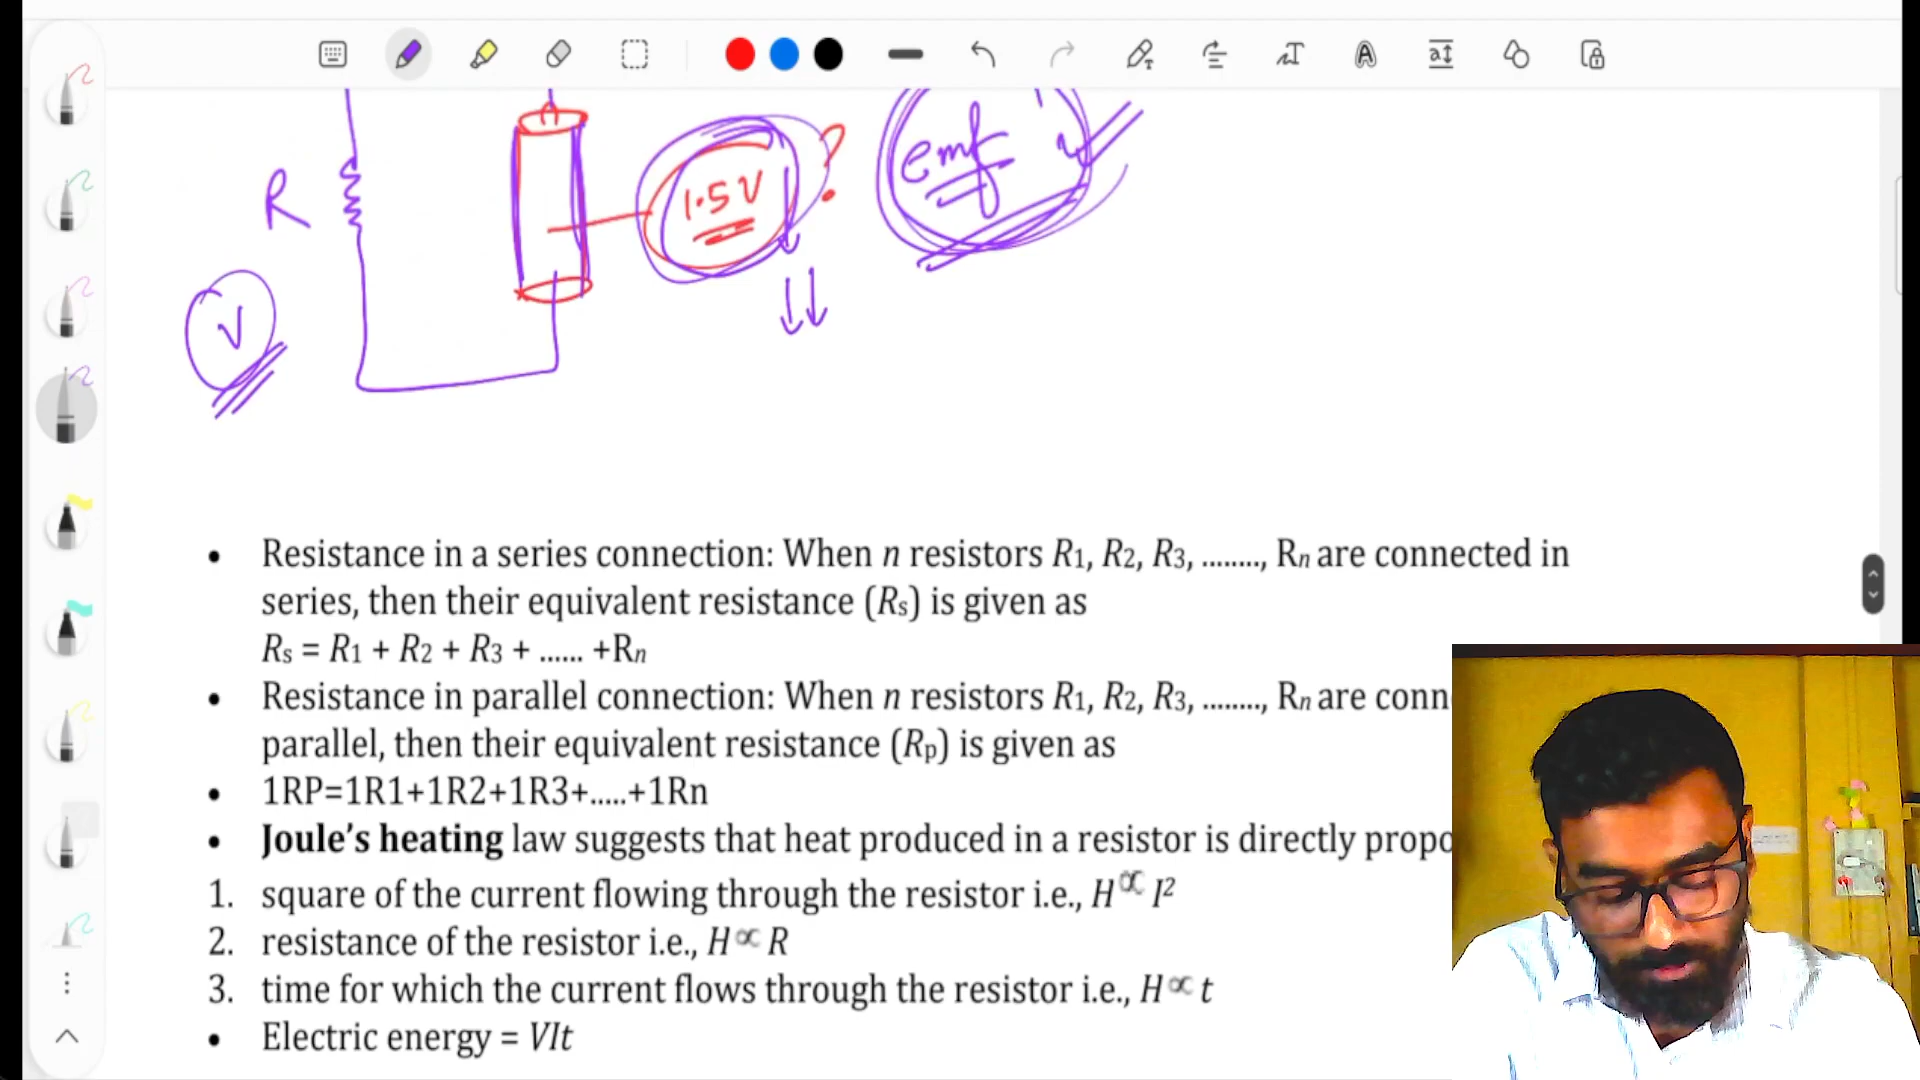 R
1.5V
?
emf
V
• Resistance in a series connection: When n resistors R1, R2, R3, ........, Rn are connected in
series, then their equivalent resistance (Rs) is given as
Rs = R1 + R2 + R3 + ...... +Rn
• Resistance in parallel connection: When n resistors R1, R2, R3, ........, Rn are conn
parallel, then their equivalent resistance (Rp) is given as
• 1RP=1R1+1R2+1R3+.....+1Rn
• Joule's heating law suggests that heat produced in a resistor is directly propo
1. square of the current flowing through the resistor i.e., H ∝ I²
2. resistance of the resistor i.e., H ∝ R
3. time for which the current flows through the resistor i.e., H ∝ t
• Electric energy = VIt